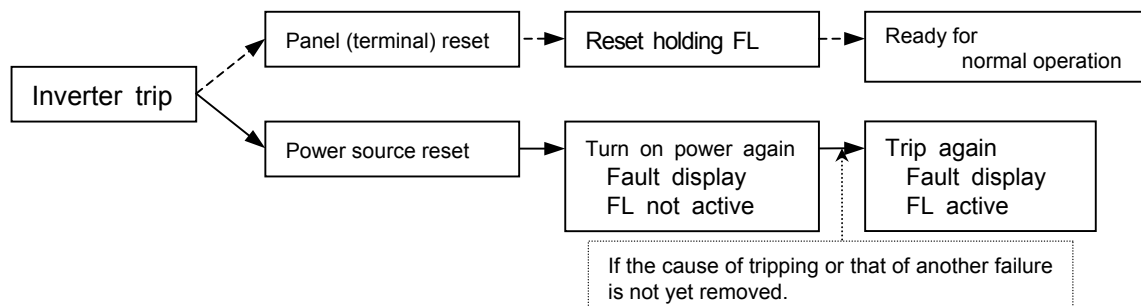 Inverter trip
Panel (terminal) reset
Reset holding FL
Ready for
normal operation
Power source reset
Turn on power again
Fault display
FL not active
Trip again
Fault display
FL active
If the cause of tripping or that of another failure
is not yet removed.